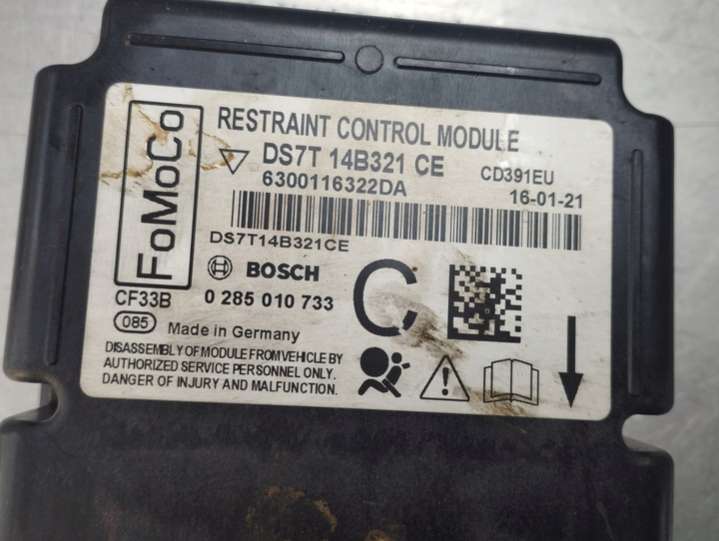 FoMoCo
RESTRAINT CONTROL MODULE
DS7T 14B321 CE
CD391EU
6300116322DA
16-01-21
DS7T14B321CE
BOSCH
C
CF33B
0 285 010 733
085
Made in Germany
DISASSEMBLY OF MODULE FROM VEHICLE BY
AUTHORIZED SERVICE PERSONNEL ONLY.
DANGER OF INJURY AND MALFUNCTION.